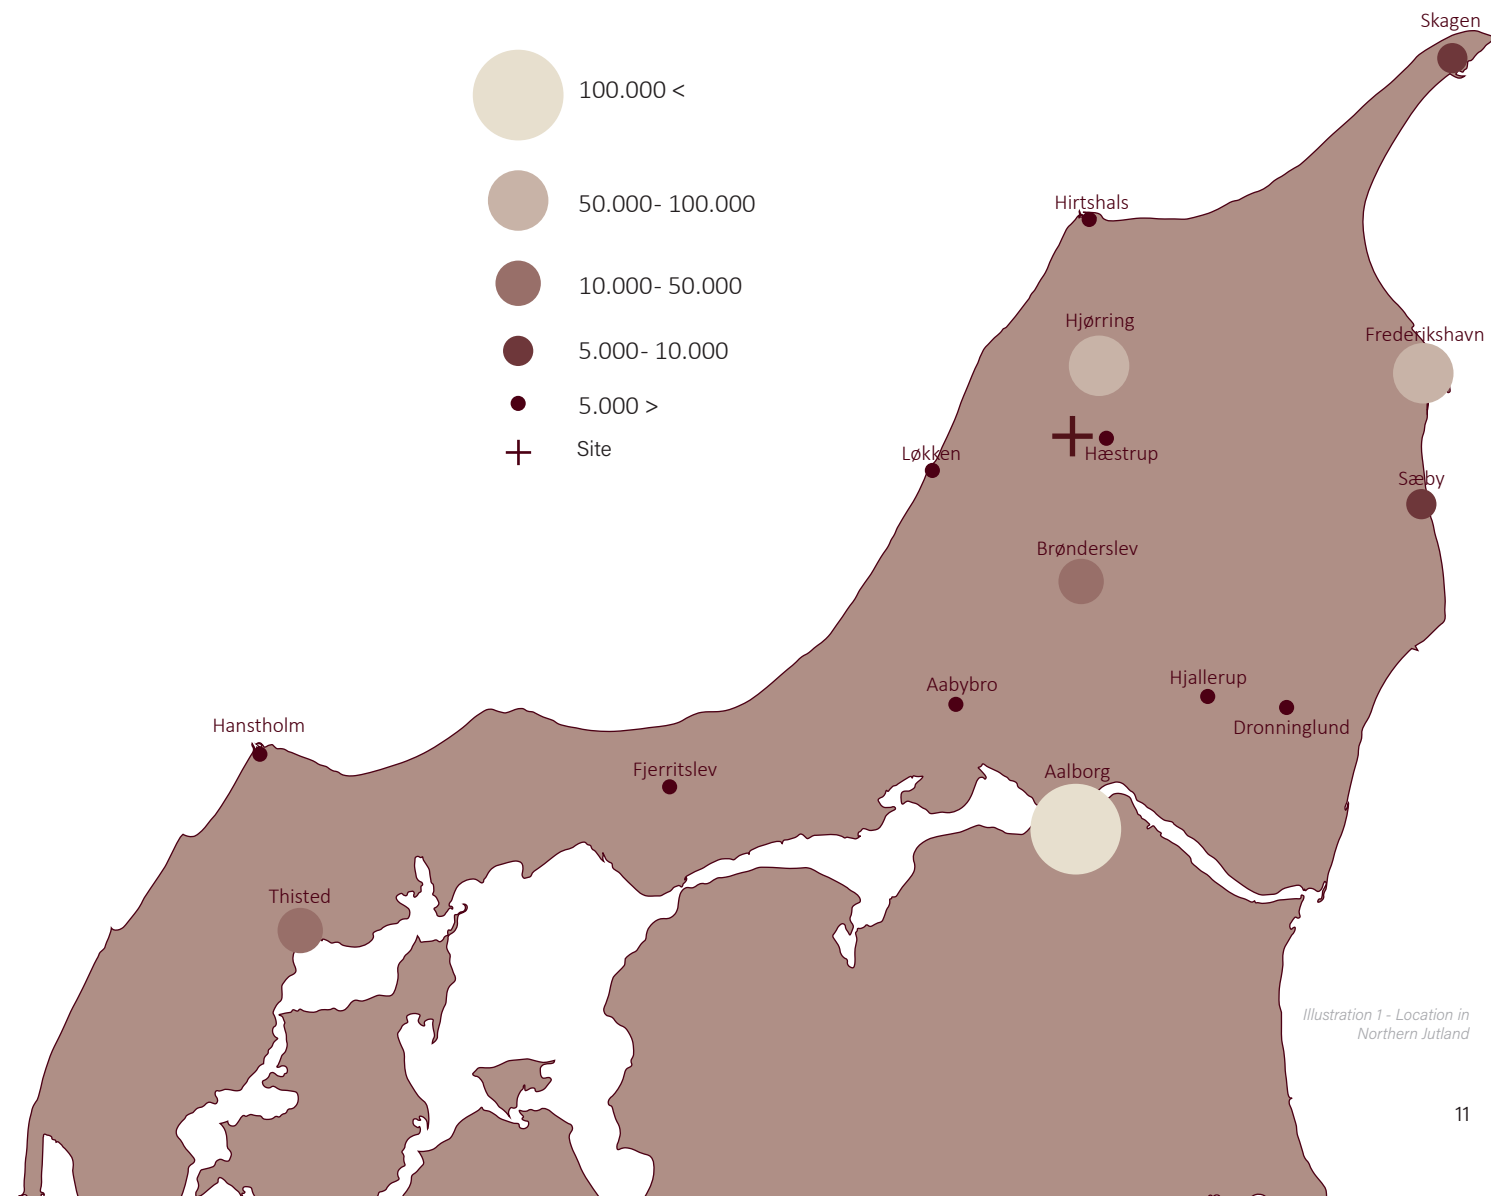 Skagen
100.000 <
50.000- 100.000
Hirtshals
10.000- 50.000
Hjørring
Frederikshavn
5.000- 10.000
5.000 >
Site
Løkken
Hæstrup
Sæby
Brønderslev
Aabybro
Hjallerup
Hanstholm
Dronninglund
Fjerritslev
Aalborg
Thisted
Illustration 1 - Location in
Northern Jutland
11